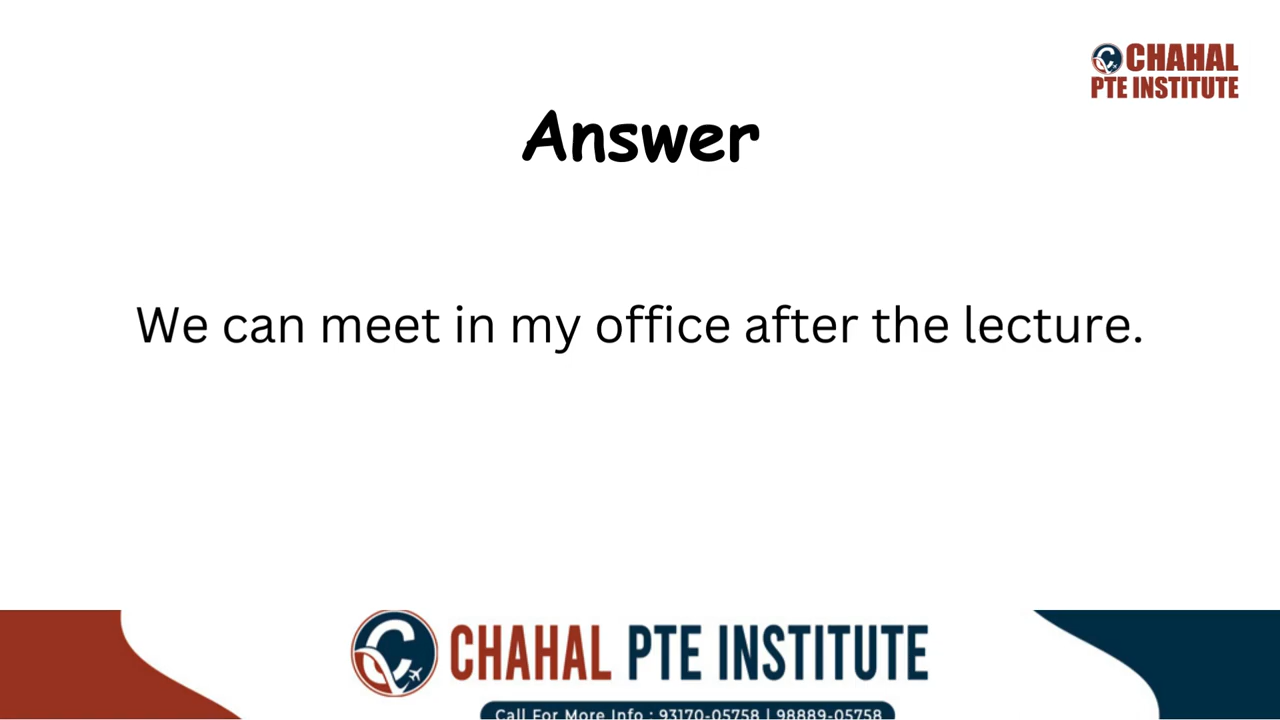 CHAHAL
PTE INSTITUTE
Answer
We can meet in my office after the lecture.
CHAHAL PTE INSTITUTE
Call For More Info : 93170-05758 | 98889-05758